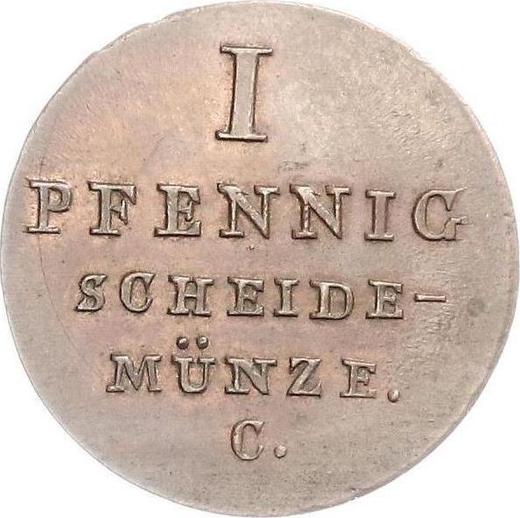 I
PFENNIG
SCHEIDE-
MÜNZE.
C.